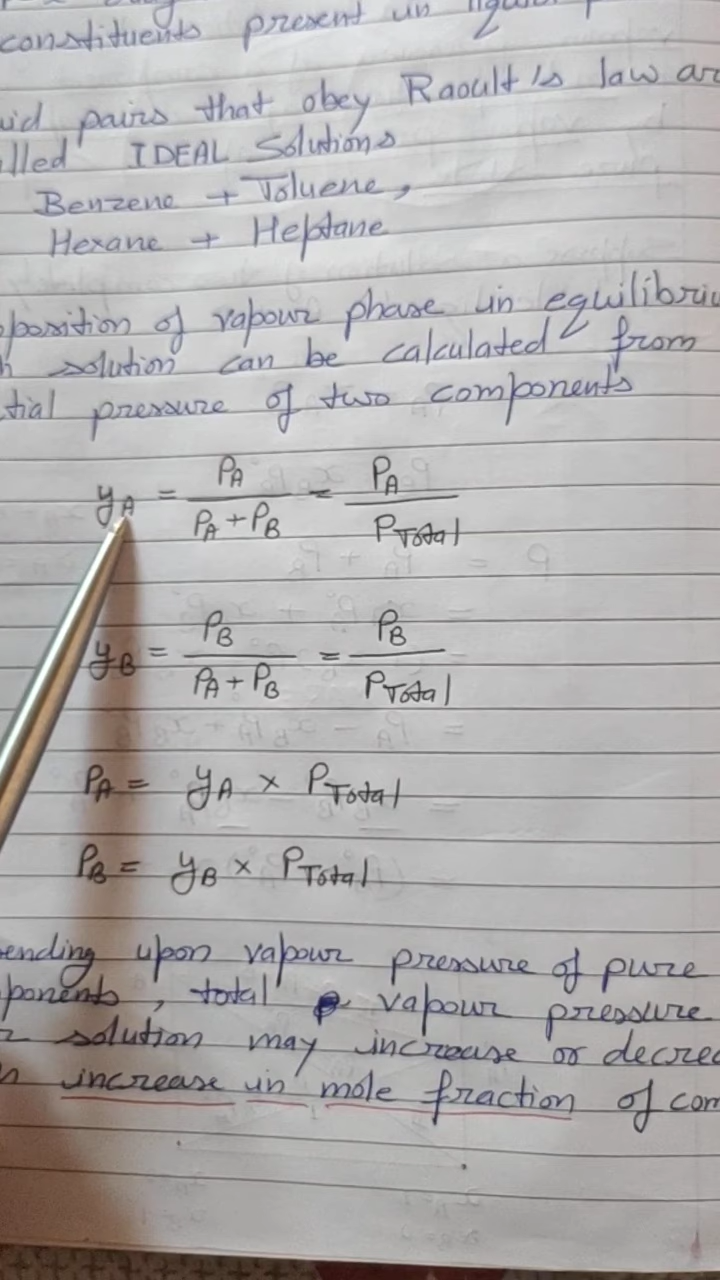 constituents present in
uid pairs that obey Raoult's law ar
lled IDEAL Solutions
Benzene + Toluene,
Hexane + Heptane
position of vapour phase in equilibriu
h solution can be calculated from
tial pressure of two components
yA = PA / PA + PB = PA / PTotal
yB = PB / PA + PB = PB / PTotal
PA = yA × PTotal
PB = yB × PTotal
ending upon vapour pressure of pure
ponents, total vapour pressure
r solution may increase or decrea
h increase in mole fraction of com